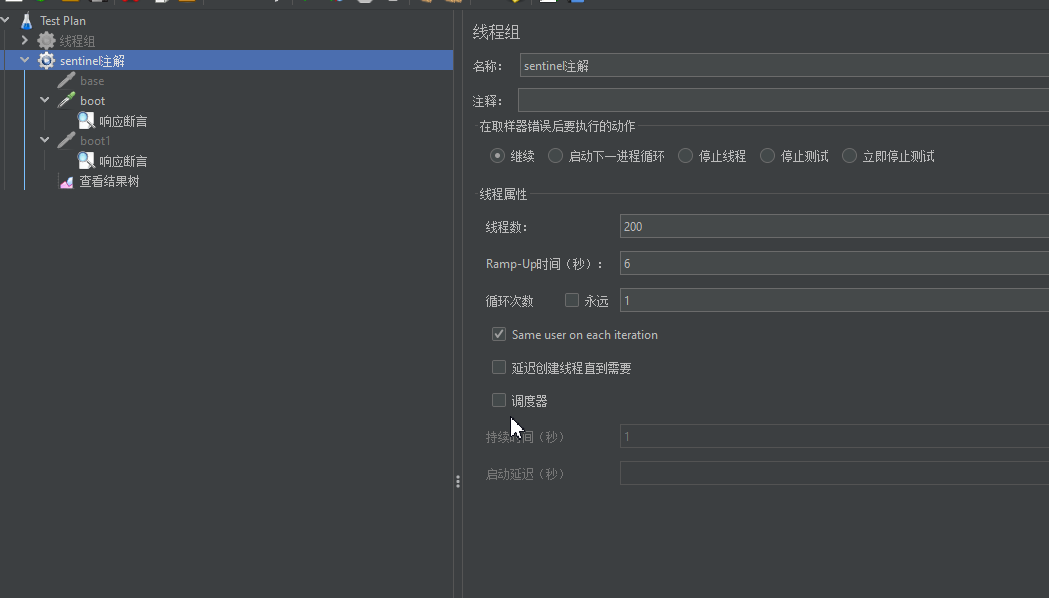 Test Plan
线程组
sentinel注解
base
boot
响应断言
boot1
响应断言
查看结果树
线程组
名称： sentinel注解
注释：
在取样器错误后要执行的动作
继续 启动下一进程循环 停止线程 停止测试 立即停止测试
线程属性
线程数： 200
Ramp-Up时间（秒）： 6
循环次数 永远 1
Same user on each iteration
延迟创建线程直到需要
调度器
持续时间（秒） 1
启动延迟（秒）